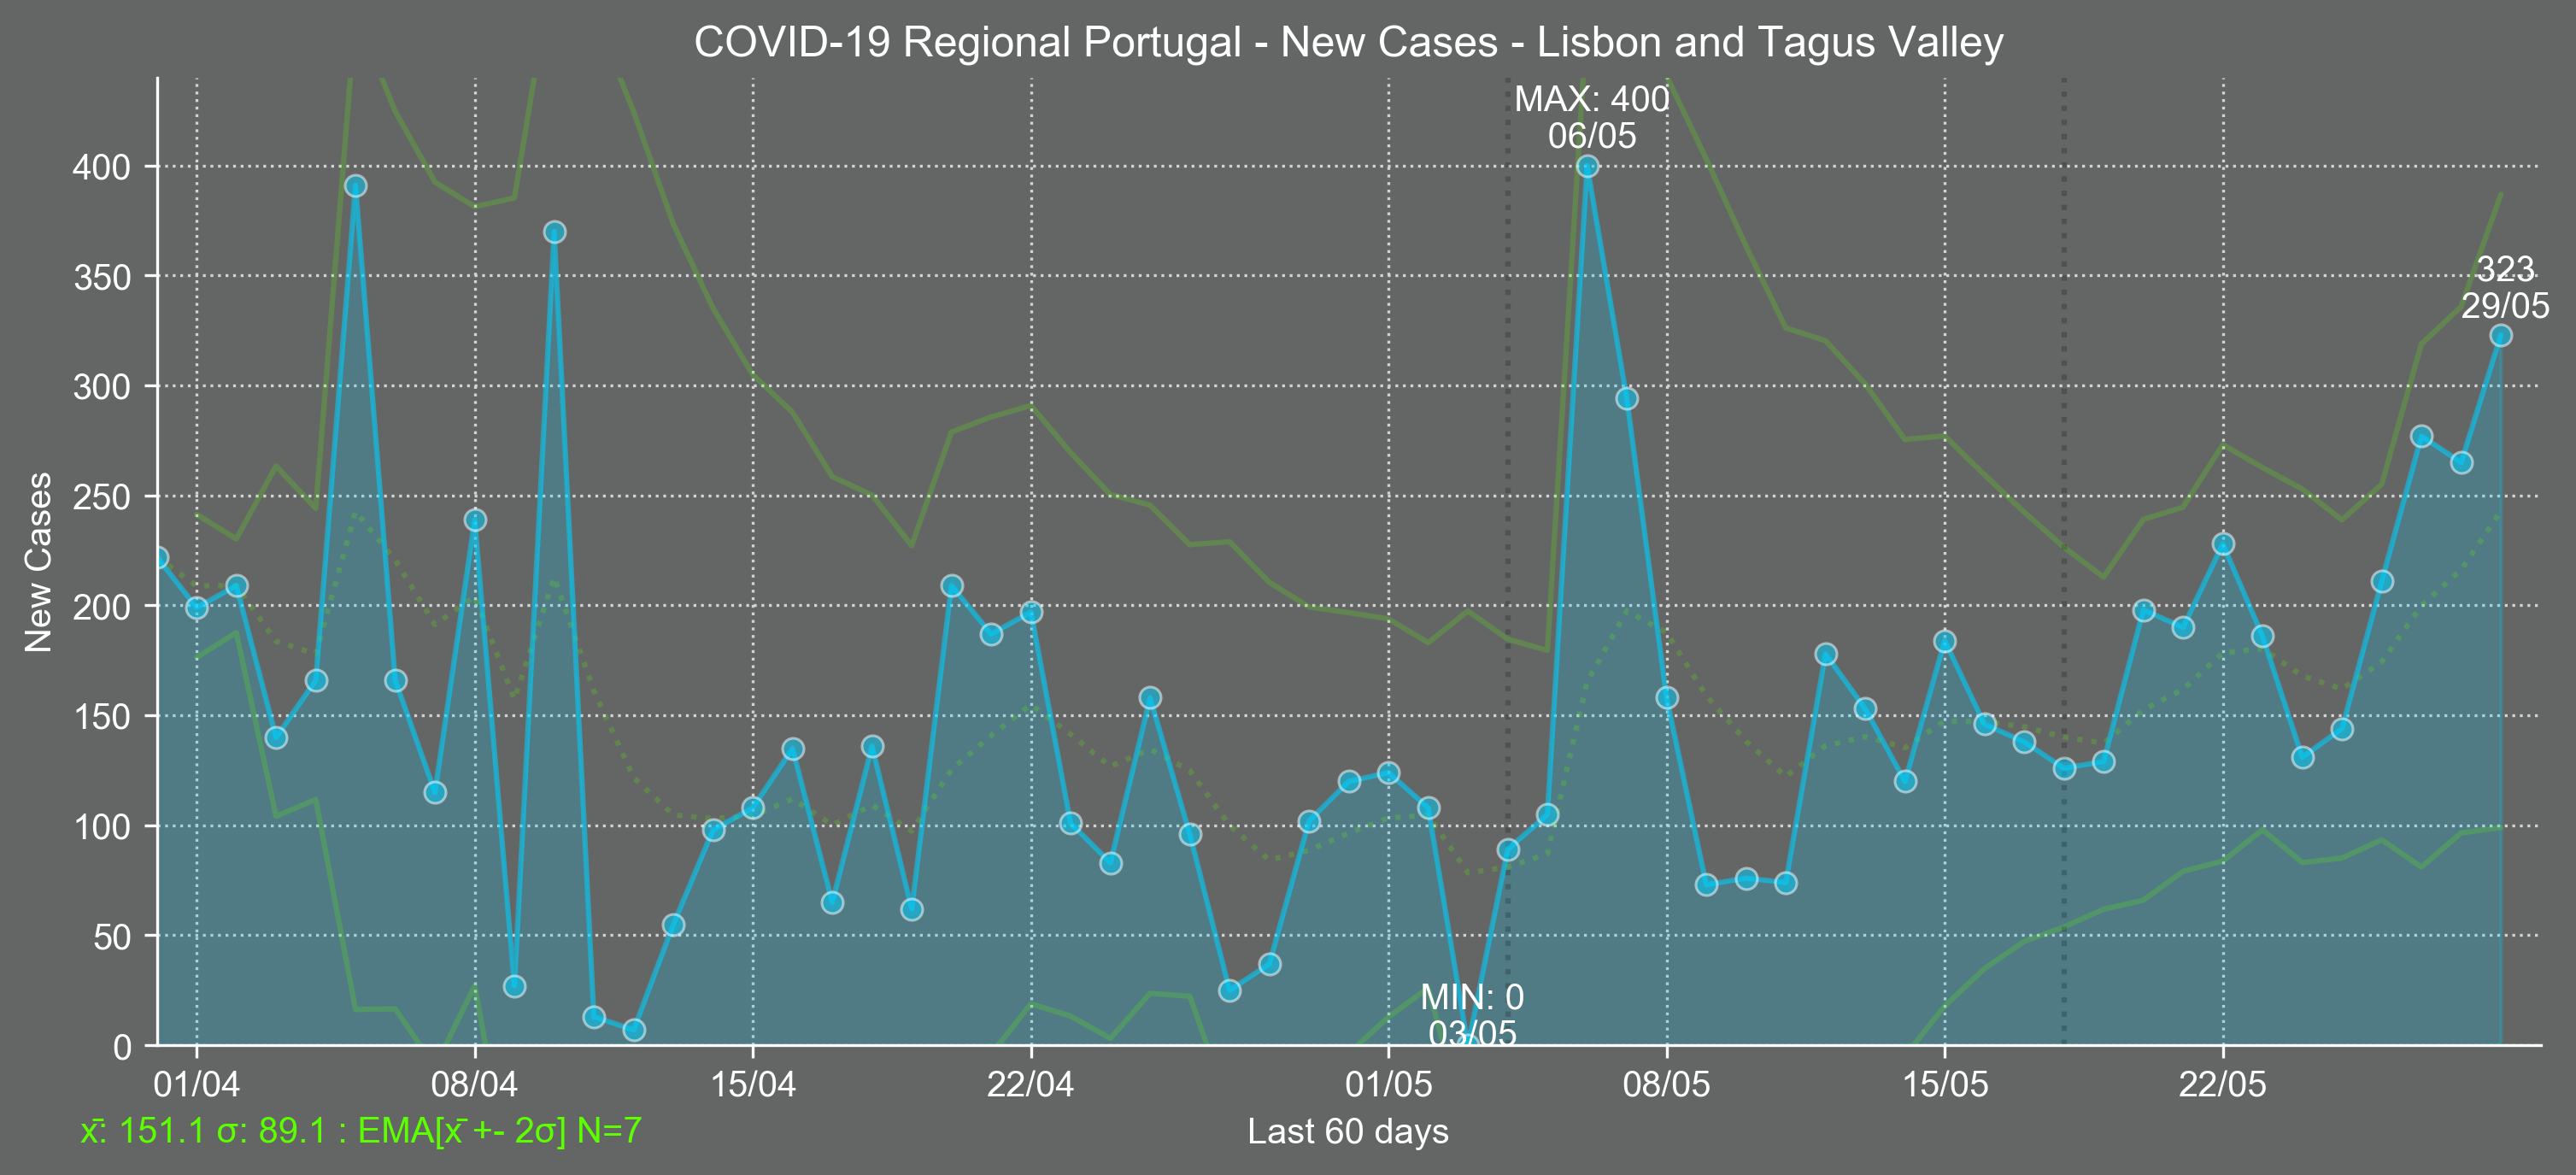 COVID-19 Regional Portugal - New Cases - Lisbon and Tagus Valley
MAX: 400
06/05
323
29/05
MIN: 0
03/05
New Cases
400
350
300
250
200
150
100
50
0
01/04 08/04 15/04 22/04 01/05 08/05 15/05 22/05
x̄: 151.1 σ: 89.1 : EMA[x̄ +- 2σ] N=7
Last 60 days